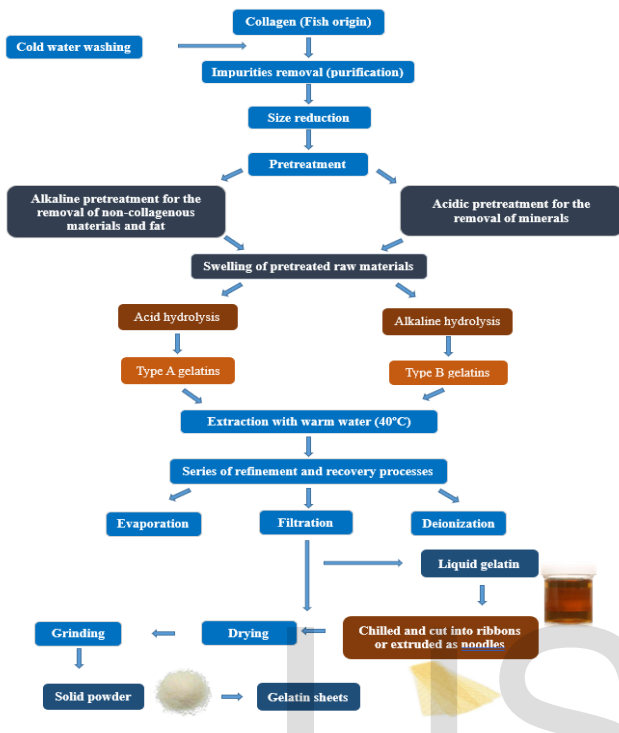 Collagen (Fish origin)
Cold water washing
Impurities removal (purification)
Size reduction
Pretreatment
Alkaline pretreatment for the
removal of non-collagenous
materials and fat
Acidic pretreatment for the
removal of minerals
Swelling of pretreated raw materials
Acid hydrolysis
Alkaline hydrolysis
Type A gelatins
Type B gelatins
Extraction with warm water (40°C)
Series of refinement and recovery processes
Evaporation
Filtration
Deionization
Liquid gelatin
Chilled and cut into ribbons
or extruded as noodles
Drying
Grinding
Solid powder
Gelatin sheets